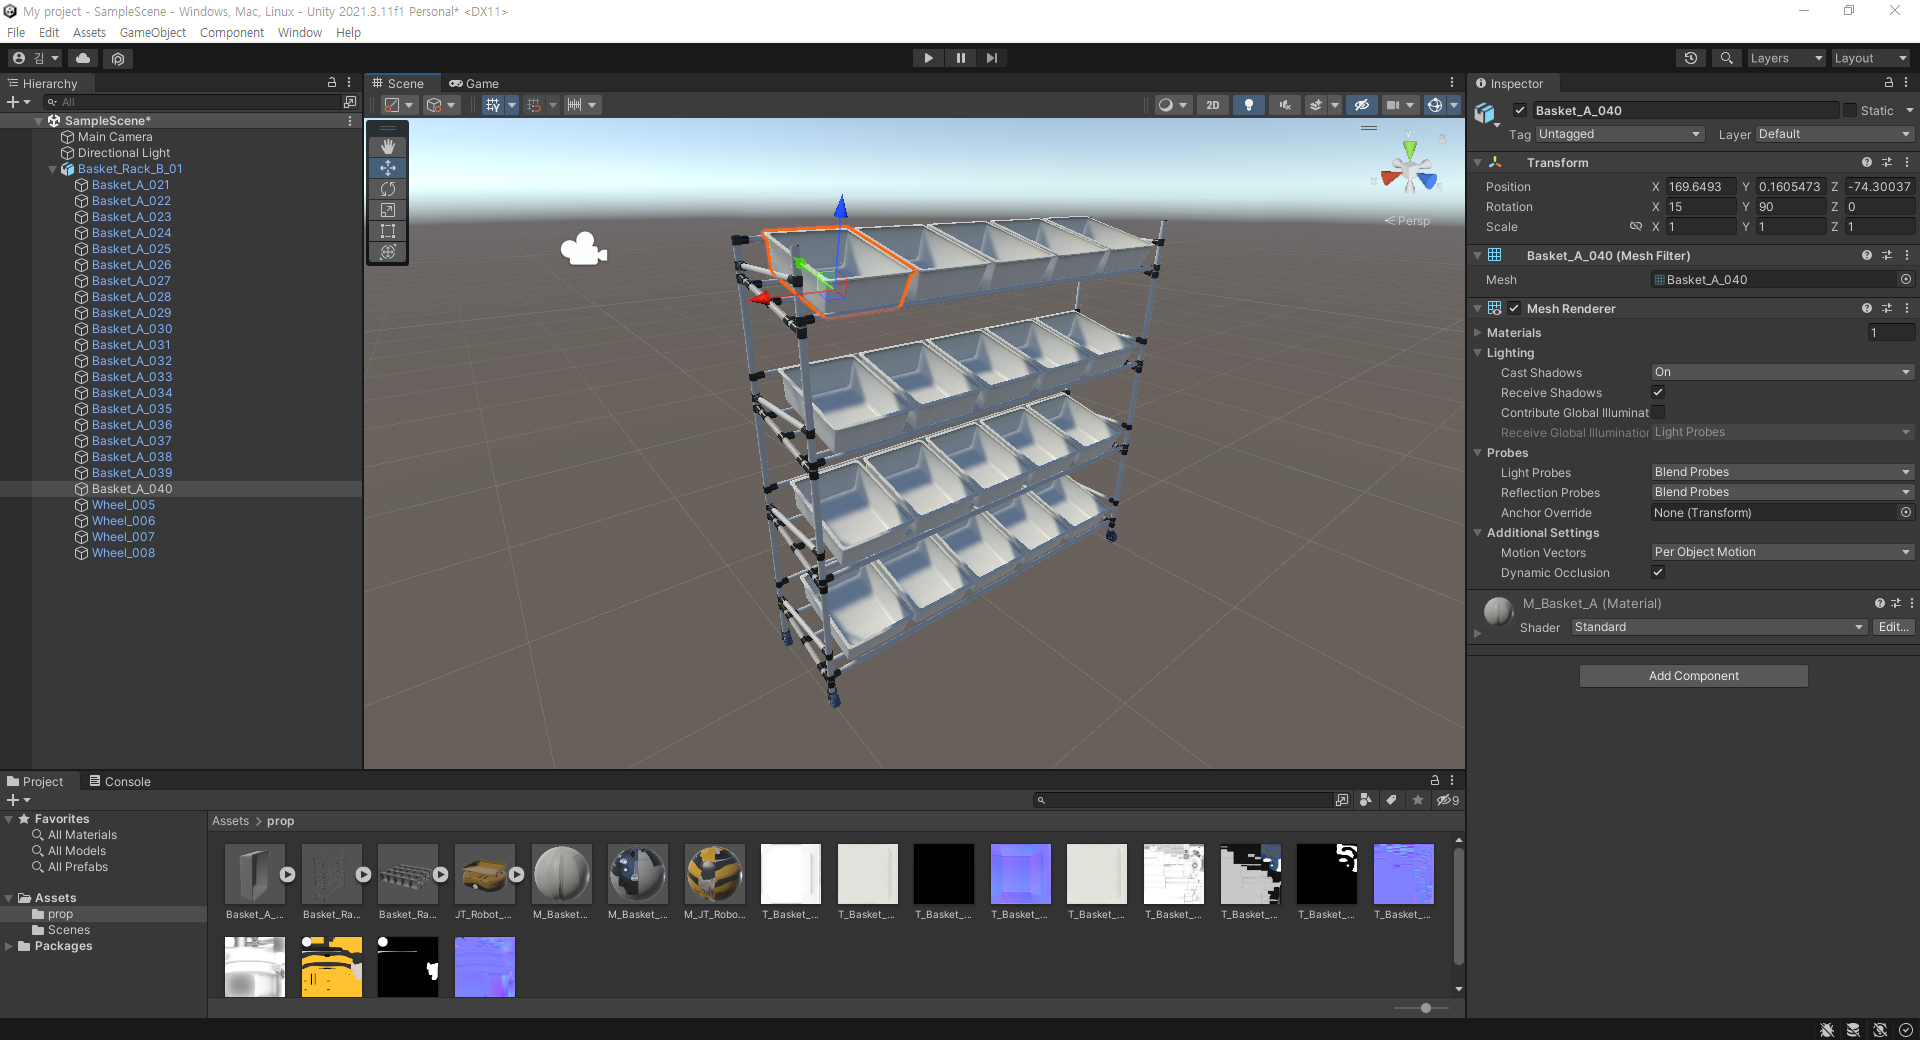 My project - SampleScene - Windows, Mac, Linux - Unity 2021.3.11f1 Personal* <DX11>
File Edit Assets GameObject Component Window Help
김
Layers
Layout
Hierarchy
All
SampleScene*
Main Camera
Directional Light
Basket_Rack_B_01
Basket_A_021
Basket_A_022
Basket_A_023
Basket_A_024
Basket_A_025
Basket_A_026
Basket_A_027
Basket_A_028
Basket_A_029
Basket_A_030
Basket_A_031
Basket_A_032
Basket_A_033
Basket_A_034
Basket_A_035
Basket_A_036
Basket_A_037
Basket_A_038
Basket_A_039
Basket_A_040
Wheel_005
Wheel_006
Wheel_007
Wheel_008
Scene Game
2D
y
x
Persp
Inspector
Basket_A_040 Static
Tag Untagged Layer Default
Transform
Position X 169.6493 Y 0.1605473 Z -74.30037
Rotation X 15 Y 90 Z 0
Scale X 1 Y 1 Z 1
Basket_A_040 (Mesh Filter)
Mesh Basket_A_040
Mesh Renderer
Materials 1
Lighting
Cast Shadows On
Receive Shadows
Contribute Global Illuminat
Receive Global Illumination Light Probes
Probes
Light Probes Blend Probes
Reflection Probes Blend Probes
Anchor Override None (Transform)
Additional Settings
Motion Vectors Per Object Motion
Dynamic Occlusion
M_Basket_A (Material)
Shader Standard Edit...
Add Component
Project Console
9
Favorites
All Materials
All Models
All Prefabs
Assets
prop
Scenes
Packages
Assets > prop
Basket_A_... Basket_Ra... Basket_Ra... JT_Robot_... M_Basket... M_Basket_... M_JT_Robo... T_Basket_... T_Basket_... T_Basket_... T_Basket_... T_Basket_... T_Basket_... T_Basket_... T_Basket_... T_Basket_...